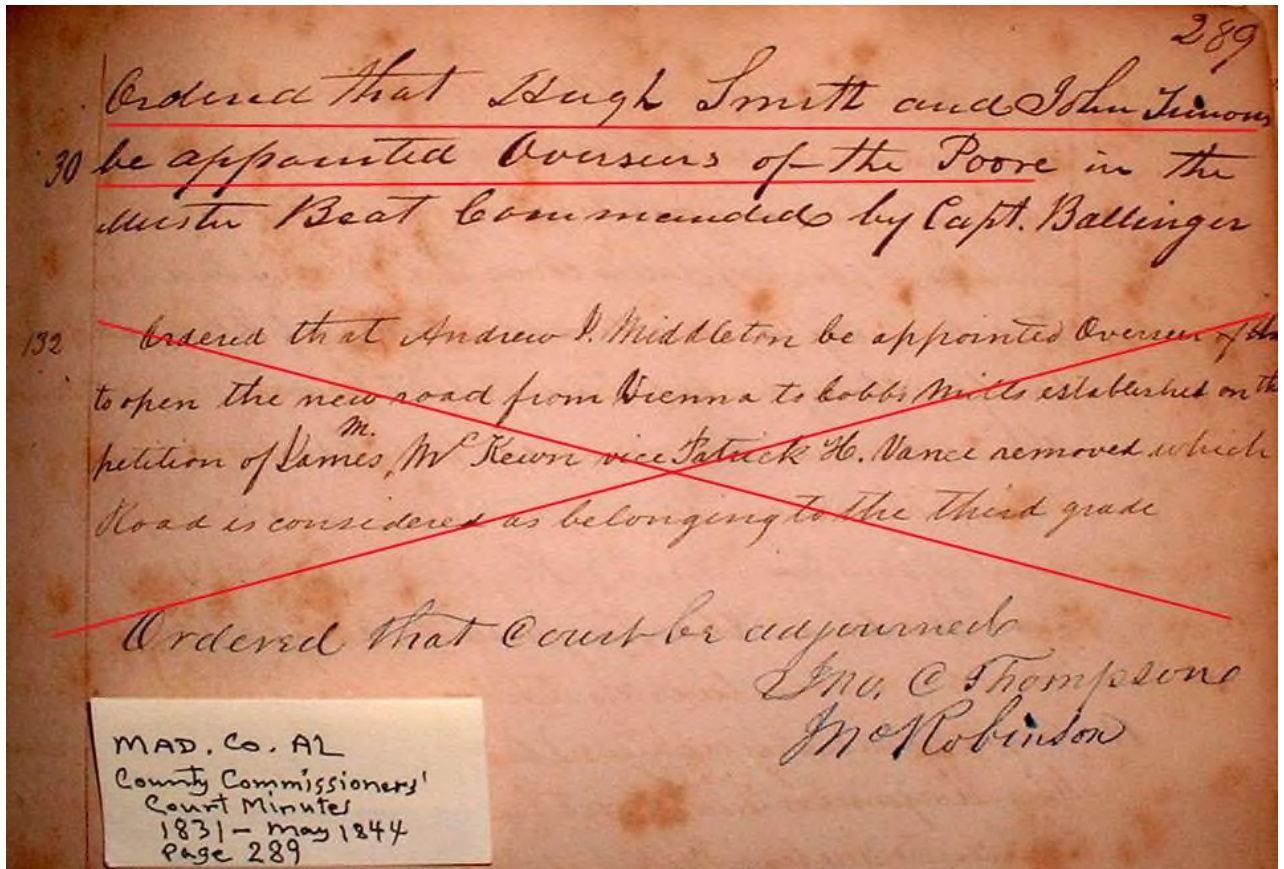 289
Ordered that Hugh Smith and John Timons
30 be appointed Overseers of the Poore in the
Muster Beat Commanded by Capt. Ballinger
132 Ordered that Andrew J. Middleton be appointed Overseer of
to open the new road from Vienna to Cobbs Mills established on the
petition of James M. McKewn vice Patrick H. Vance removed which
Road is considered as belonging to the third grade
Ordered that Court be adjourned
Jno. C Thompson
Robinson
MAD. Co. AL
County Commissioners'
Court Minutes
1831 - May 1844
Page 289